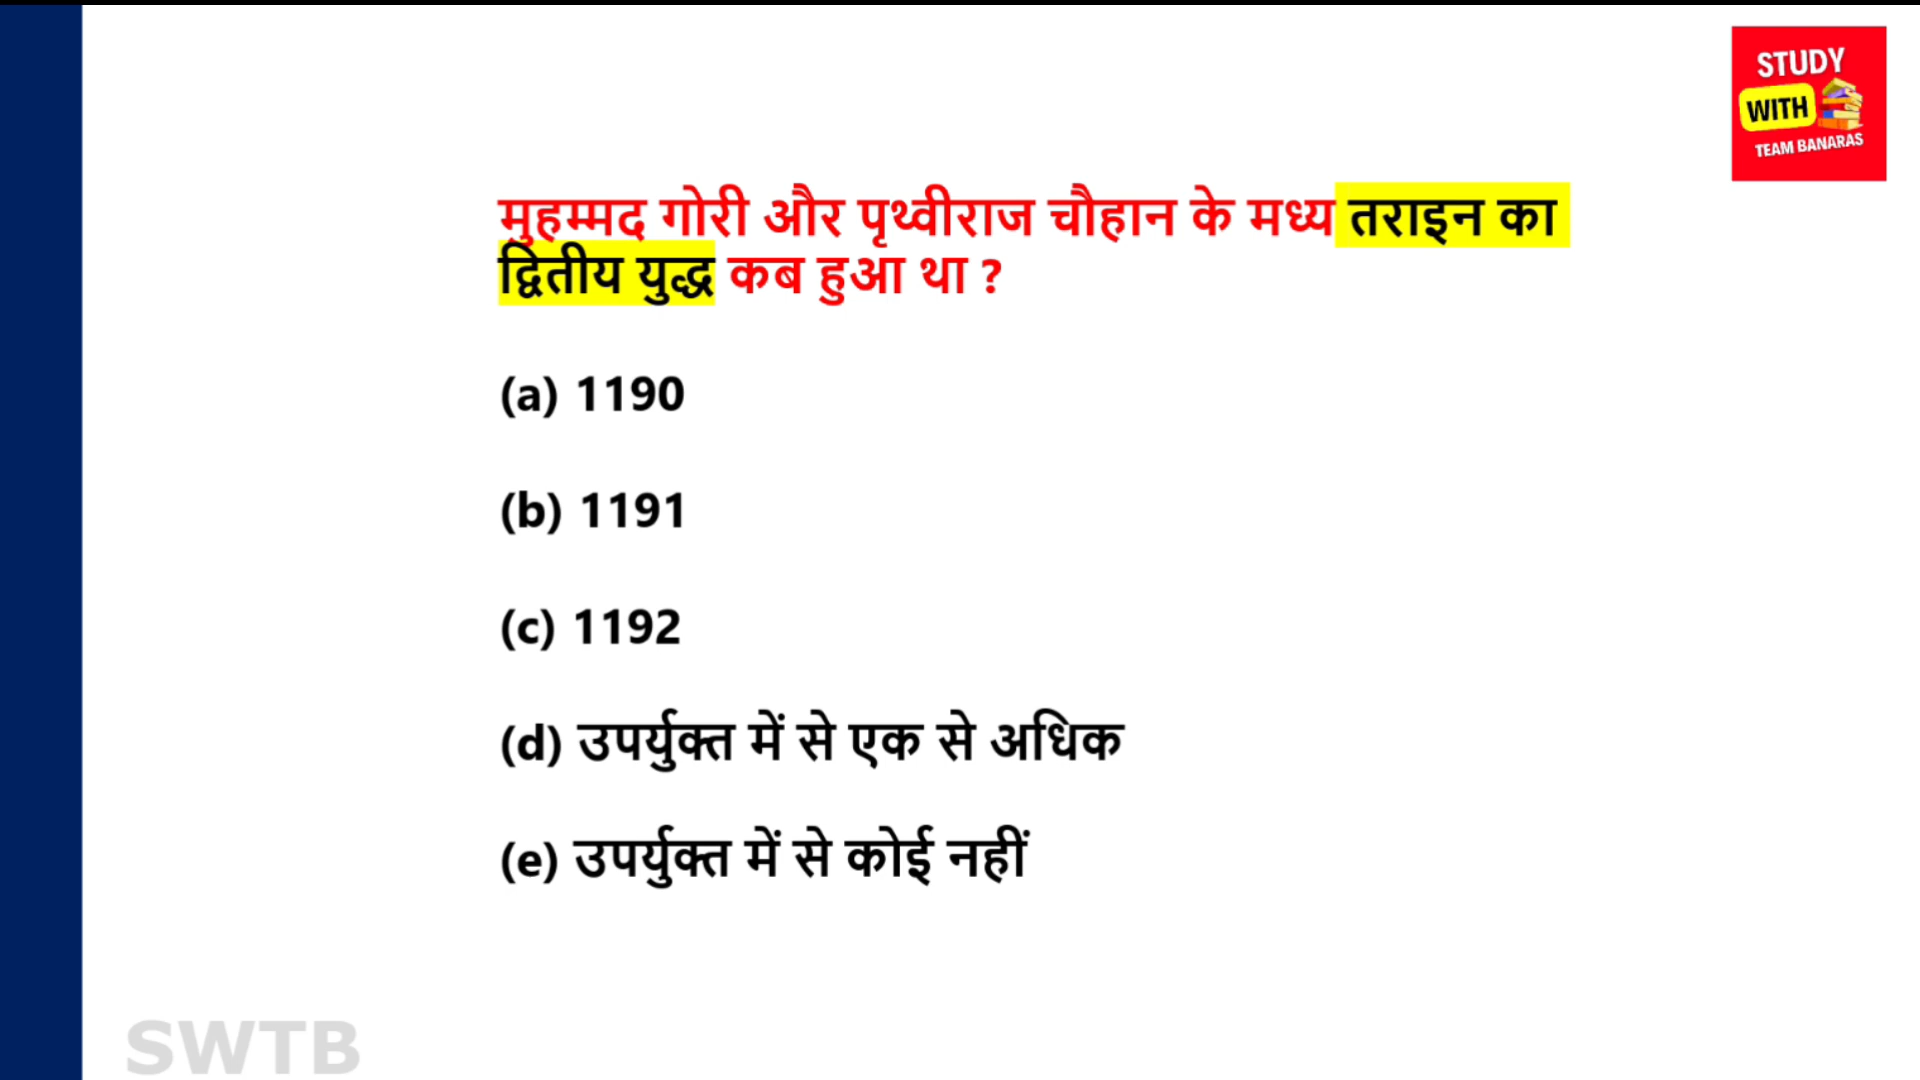 STUDY
WITH
TEAM BANARAS
मुहम्मद गोरी और पृथ्वीराज चौहान के मध्य तराइन का
द्वितीय युद्ध कब हुआ था ?
(a) 1190
(b) 1191
(c) 1192
(d) उपर्युक्त में से एक से अधिक
(e) उपर्युक्त में से कोई नहीं
SWTB